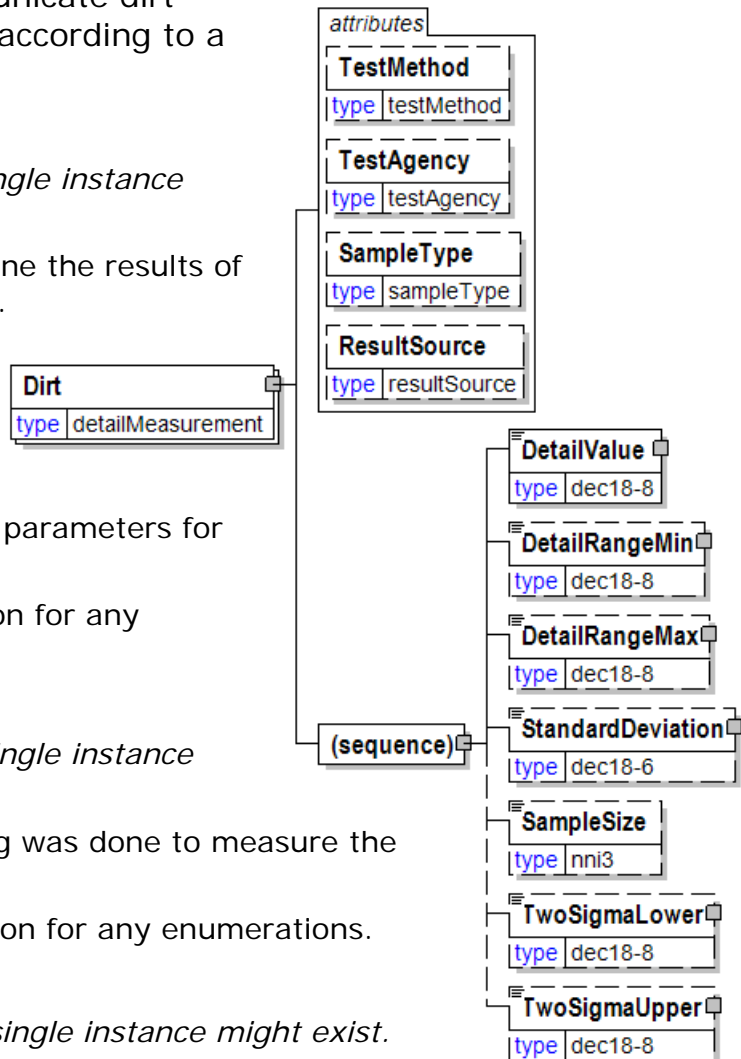 unicate dirt
according to a
ngle instance
ne the results of
.
parameters for
on for any
ingle instance
g was done to measure the
on for any enumerations.
single instance might exist.
Dirt
type detailMeasurement
attributes
TestMethod
type testMethod
TestAgency
type testAgency
SampleType
type sampleType
ResultSource
type resultSource
(sequence)
DetailValue
type dec18-8
DetailRangeMin
type dec18-8
DetailRangeMax
type dec18-8
StandardDeviation
type dec18-6
SampleSize
type nni3
TwoSigmaLower
type dec18-8
TwoSigmaUpper
type dec18-8